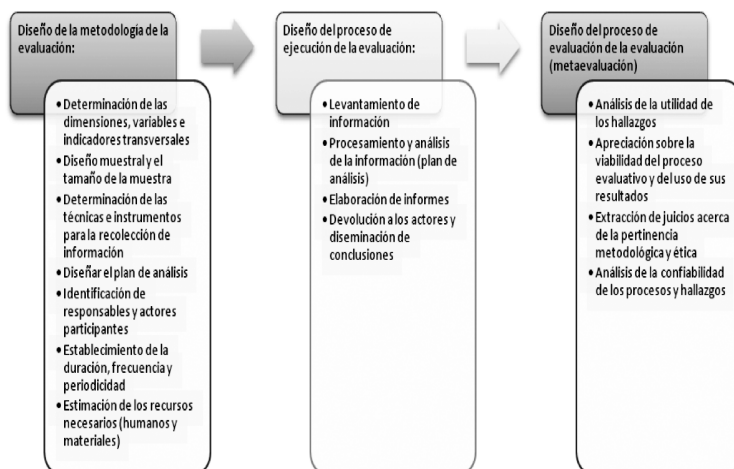 Diseño de la metodología de la
evaluación:
• Determinación de las
dimensiones, variables e
indicadores transversales
• Diseño muestral y el
tamaño de la muestra
• Determinación de las
técnicas e instrumentos
para la recolección de
información
• Diseñar el plan de análisis
• Identificación de
responsables y actores
participantes
• Establecimiento de la
duración, frecuencia y
periodicidad
• Estimación de los recursos
necesarios (humanos y
materiales)
Diseño del proceso de
ejecución de la evaluación:
• Levantamiento de
información
• Procesamiento y análisis
de la información (plan de
análisis)
• Elaboración de informes
• Devolución a los actores y
diseminación de
conclusiones
Diseño del proceso de
evaluación de la evaluación
(metaevaluación)
• Análisis de la utilidad de
los hallazgos
• Apreciación sobre la
viabilidad del proceso
evaluativo y del uso de sus
resultados
• Extracción de juicios acerca
de la pertinencia
metodológica y ética
• Análisis de la confiabilidad
de los procesos y hallazgos